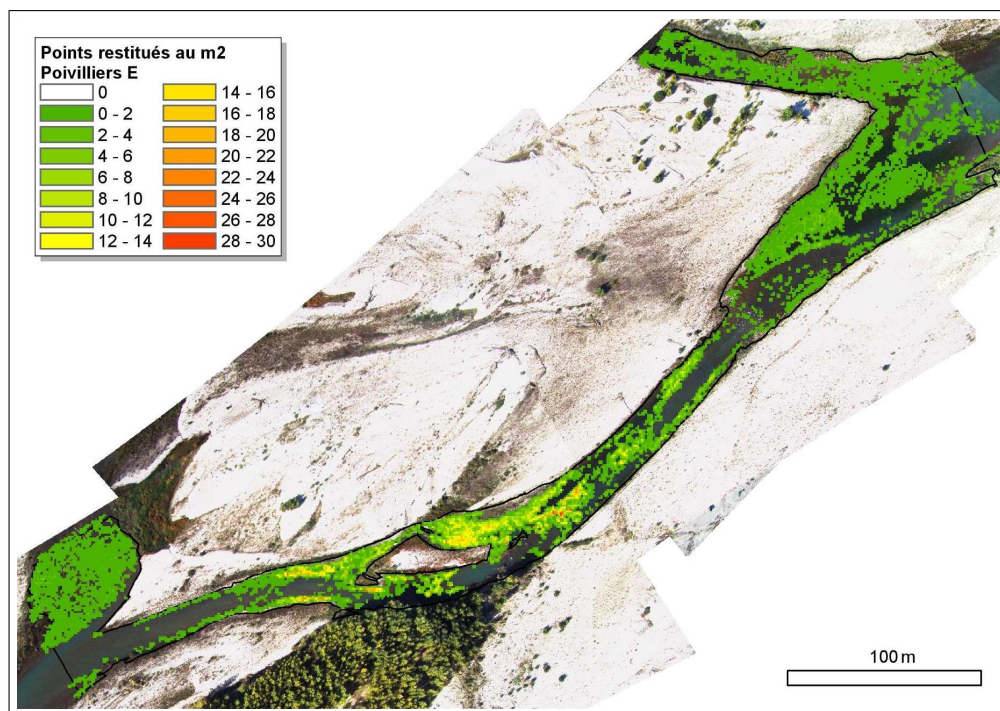 Points restitués au m2
Poivilliers E
0
0 - 2
2 - 4
4 - 6
6 - 8
8 - 10
10 - 12
12 - 14
14 - 16
16 - 18
18 - 20
20 - 22
22 - 24
24 - 26
26 - 28
28 - 30
100 m